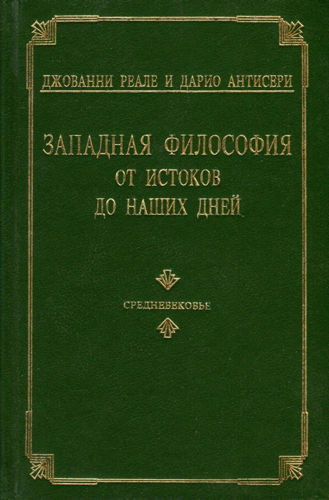 ДЖОВАННИ РЕАЛЕ И ДАРИО АНТИСЕРИ
ЗАПАДНАЯ ФИЛОСОФИЯ
ОТ ИСТОКОВ
ДО НАШИХ ДНЕЙ
СРЕДНЕВЕКОВЬЕ